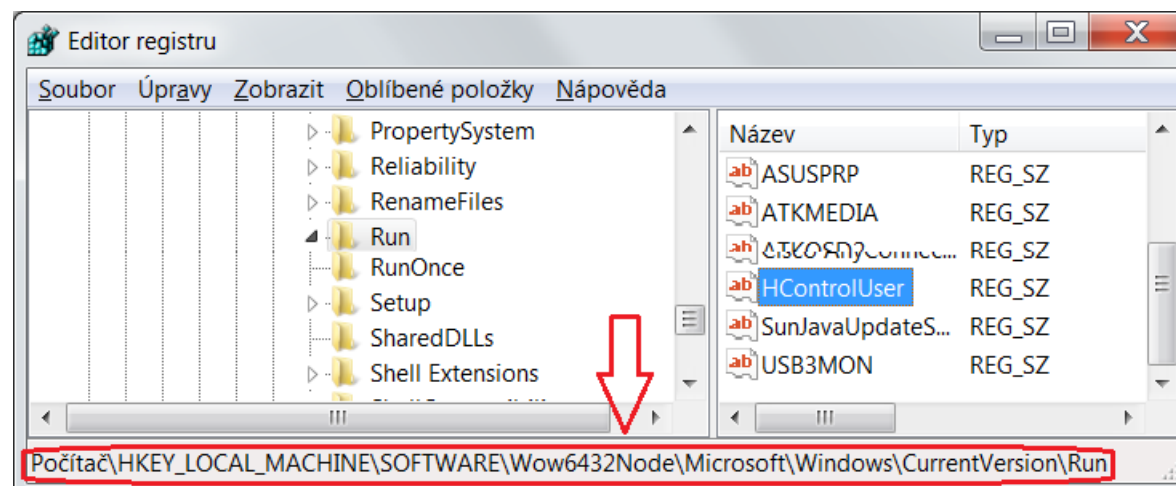 Editor registru
Soubor Úpravy Zobrazit Oblíbené položky Nápověda
PropertySystem
Reliability
RenameFiles
Run
RunOnce
Setup
SharedDLLs
Shell Extensions
Název Typ
ASUSPRP REG_SZ
ATKMEDIA REG_SZ
REG_SZ
HControlUser REG_SZ
SunJavaUpdateS... REG_SZ
USB3MON REG_SZ
Počítač\HKEY_LOCAL_MACHINE\SOFTWARE\Wow6432Node\Microsoft\Windows\CurrentVersion\Run